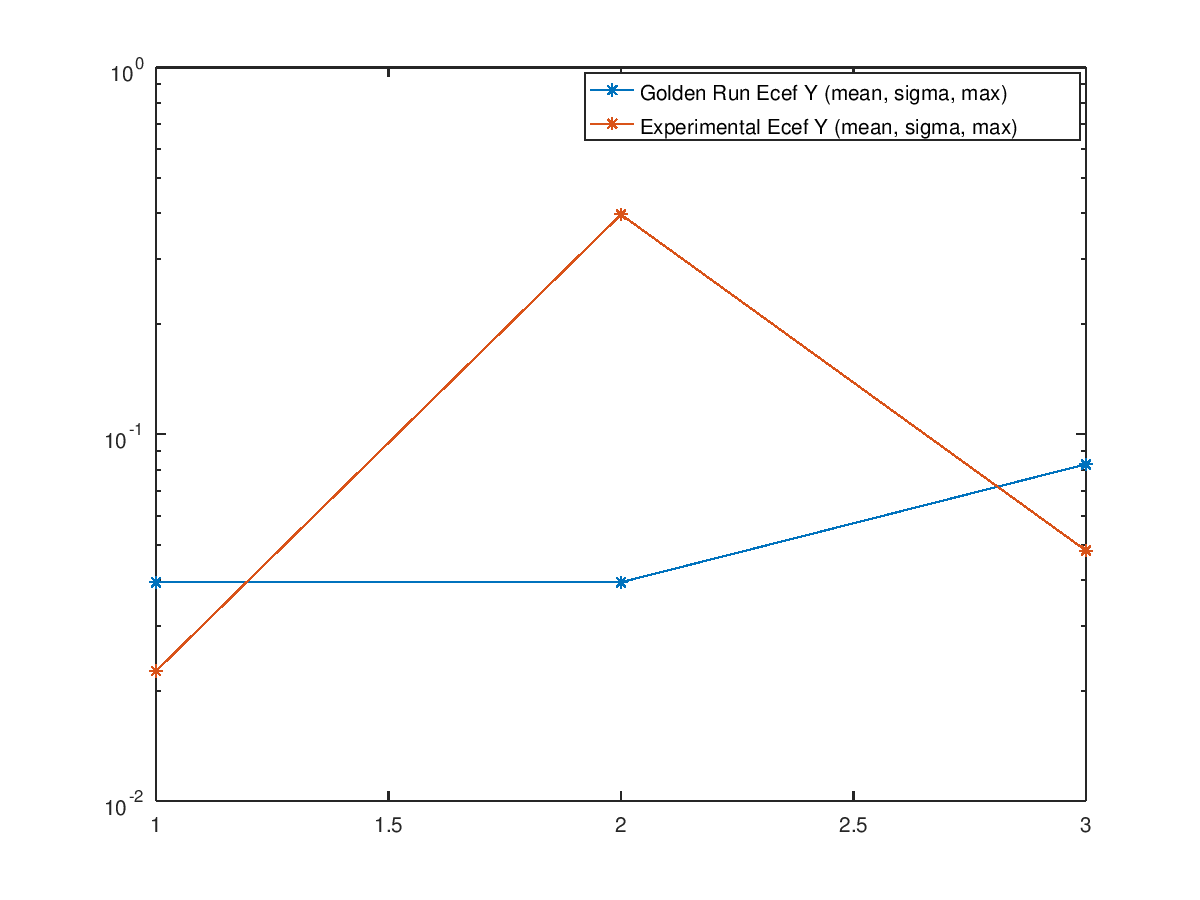 10^0
Golden Run Ecef Y (mean, sigma, max)
Experimental Ecef Y (mean, sigma, max)
10^-1
10^-2
1 1.5 2 2.5 3